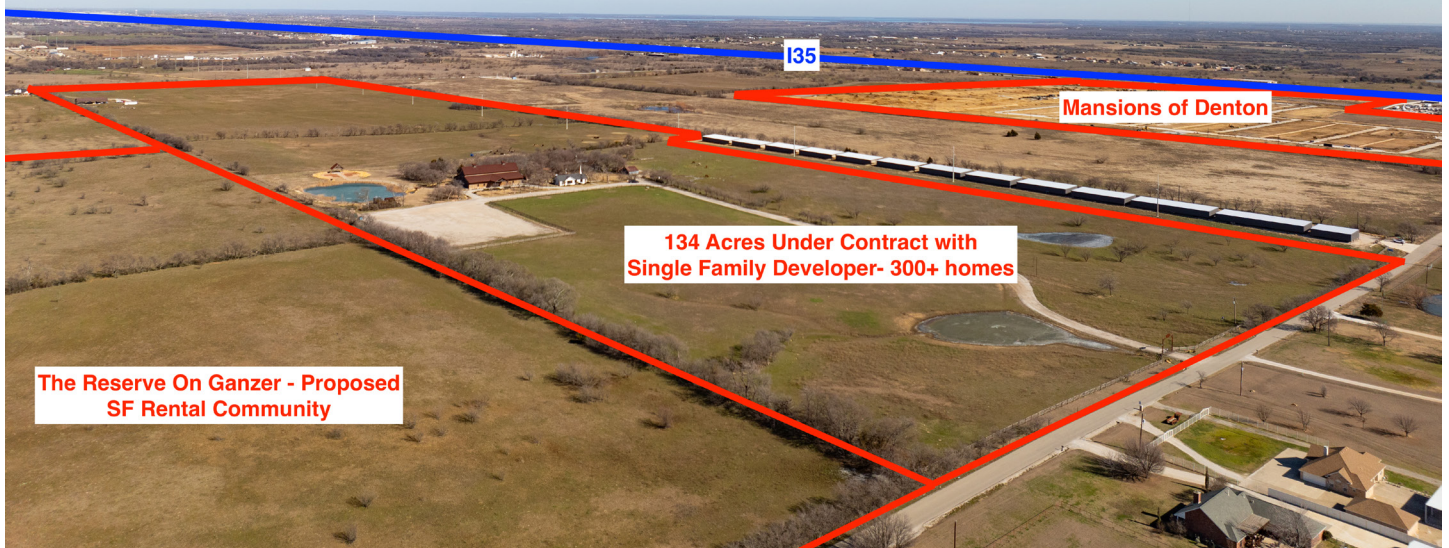 I35
Mansions of Denton
134 Acres Under Contract with
Single Family Developer- 300+ homes
The Reserve On Ganzer - Proposed
SF Rental Community